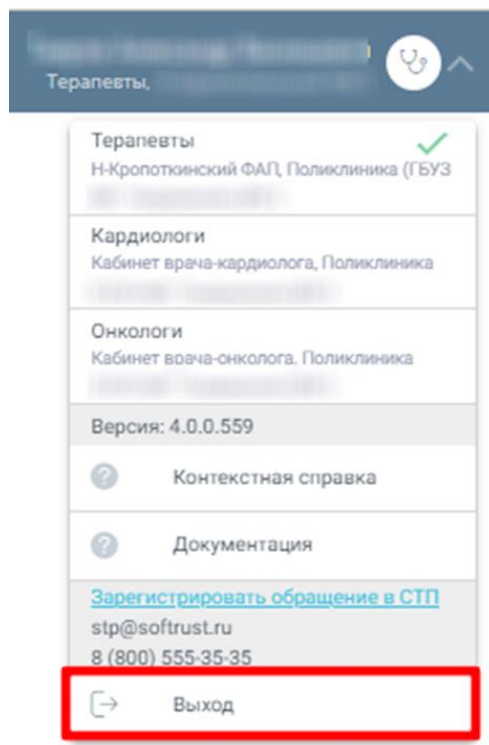 Терапевты,
Терапевты
Н-Кропоткинский ФАП, Поликлиника (ГБУЗ
Кардиологи
Кабинет врача-кардиолога, Поликлиника
Онкологи
Кабинет врача-онколога. Поликлиника
Версия: 4.0.0.559
Контекстная справка
Документация
Зарегистрировать обращение в СТП
stp@softrust.ru
8 (800) 555-35-35
Выход